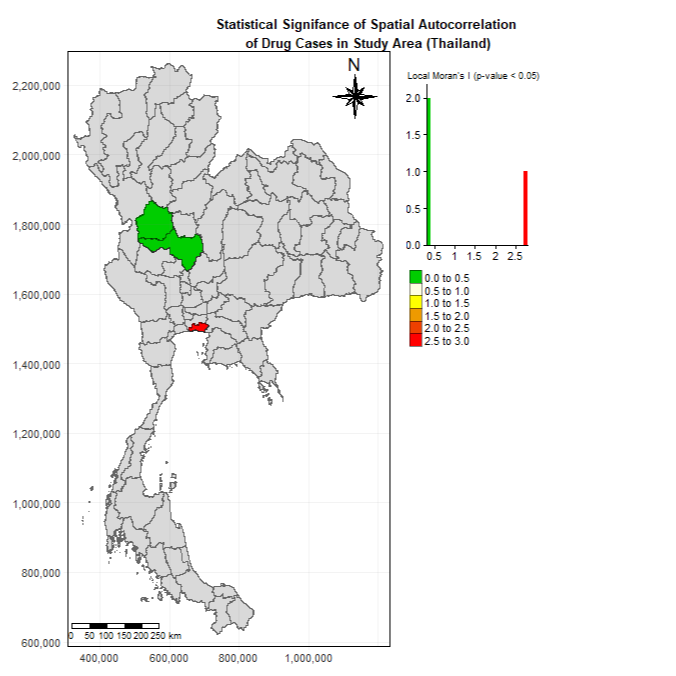 Statistical Signifance of Spatial Autocorrelation
of Drug Cases in Study Area (Thailand)
N
Local Moran's I (p-value < 0.05)
2.0
1.5
1.0
0.5
0.0
0.5 1 1.5 2 2.5
0.0 to 0.5
0.5 to 1.0
1.0 to 1.5
1.5 to 2.0
2.0 to 2.5
2.5 to 3.0
2,200,000
2,000,000
1,800,000
1,600,000
1,400,000
1,200,000
1,000,000
800,000
600,000
0 50 100 150 200 250 km
400,000 600,000 800,000 1,000,000